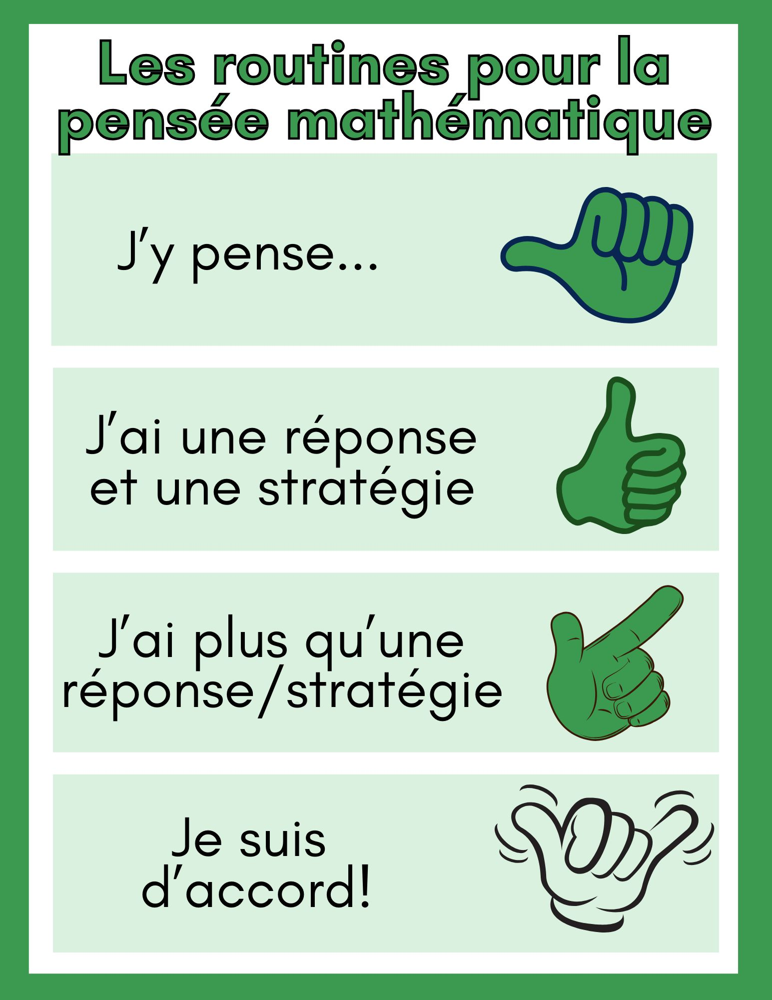 Les routines pour la
pensée mathématique
J'y pense...
J'ai une réponse
et une stratégie
J'ai plus qu'une
réponse/stratégie
Je suis
d'accord!